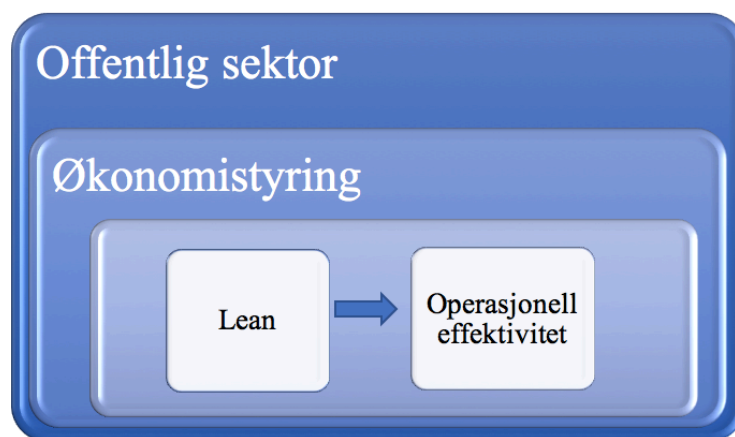 Offentlig sektor
Økonomistyring
Lean
Operasjonell
effektivitet